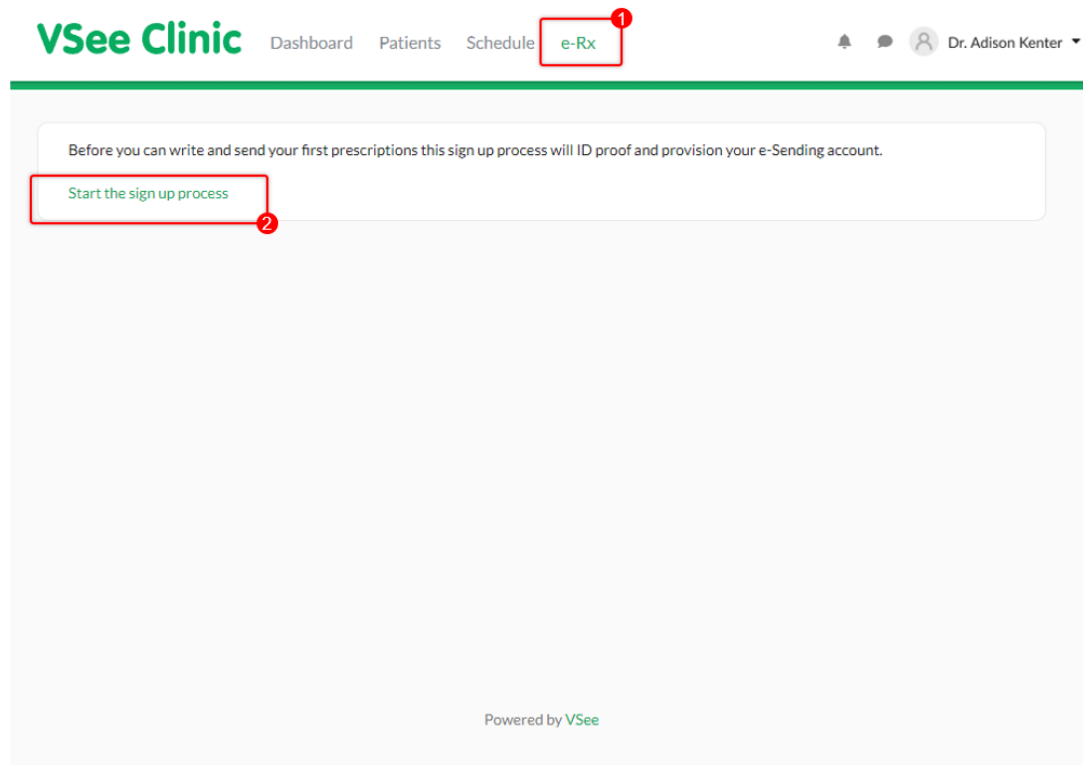 VSee Clinic Dashboard Patients Schedule e-Rx 1 Dr. Adison Kenter
Before you can write and send your first prescriptions this sign up process will ID proof and provision your e-Sending account.
Start the sign up process
2
Powered by VSee